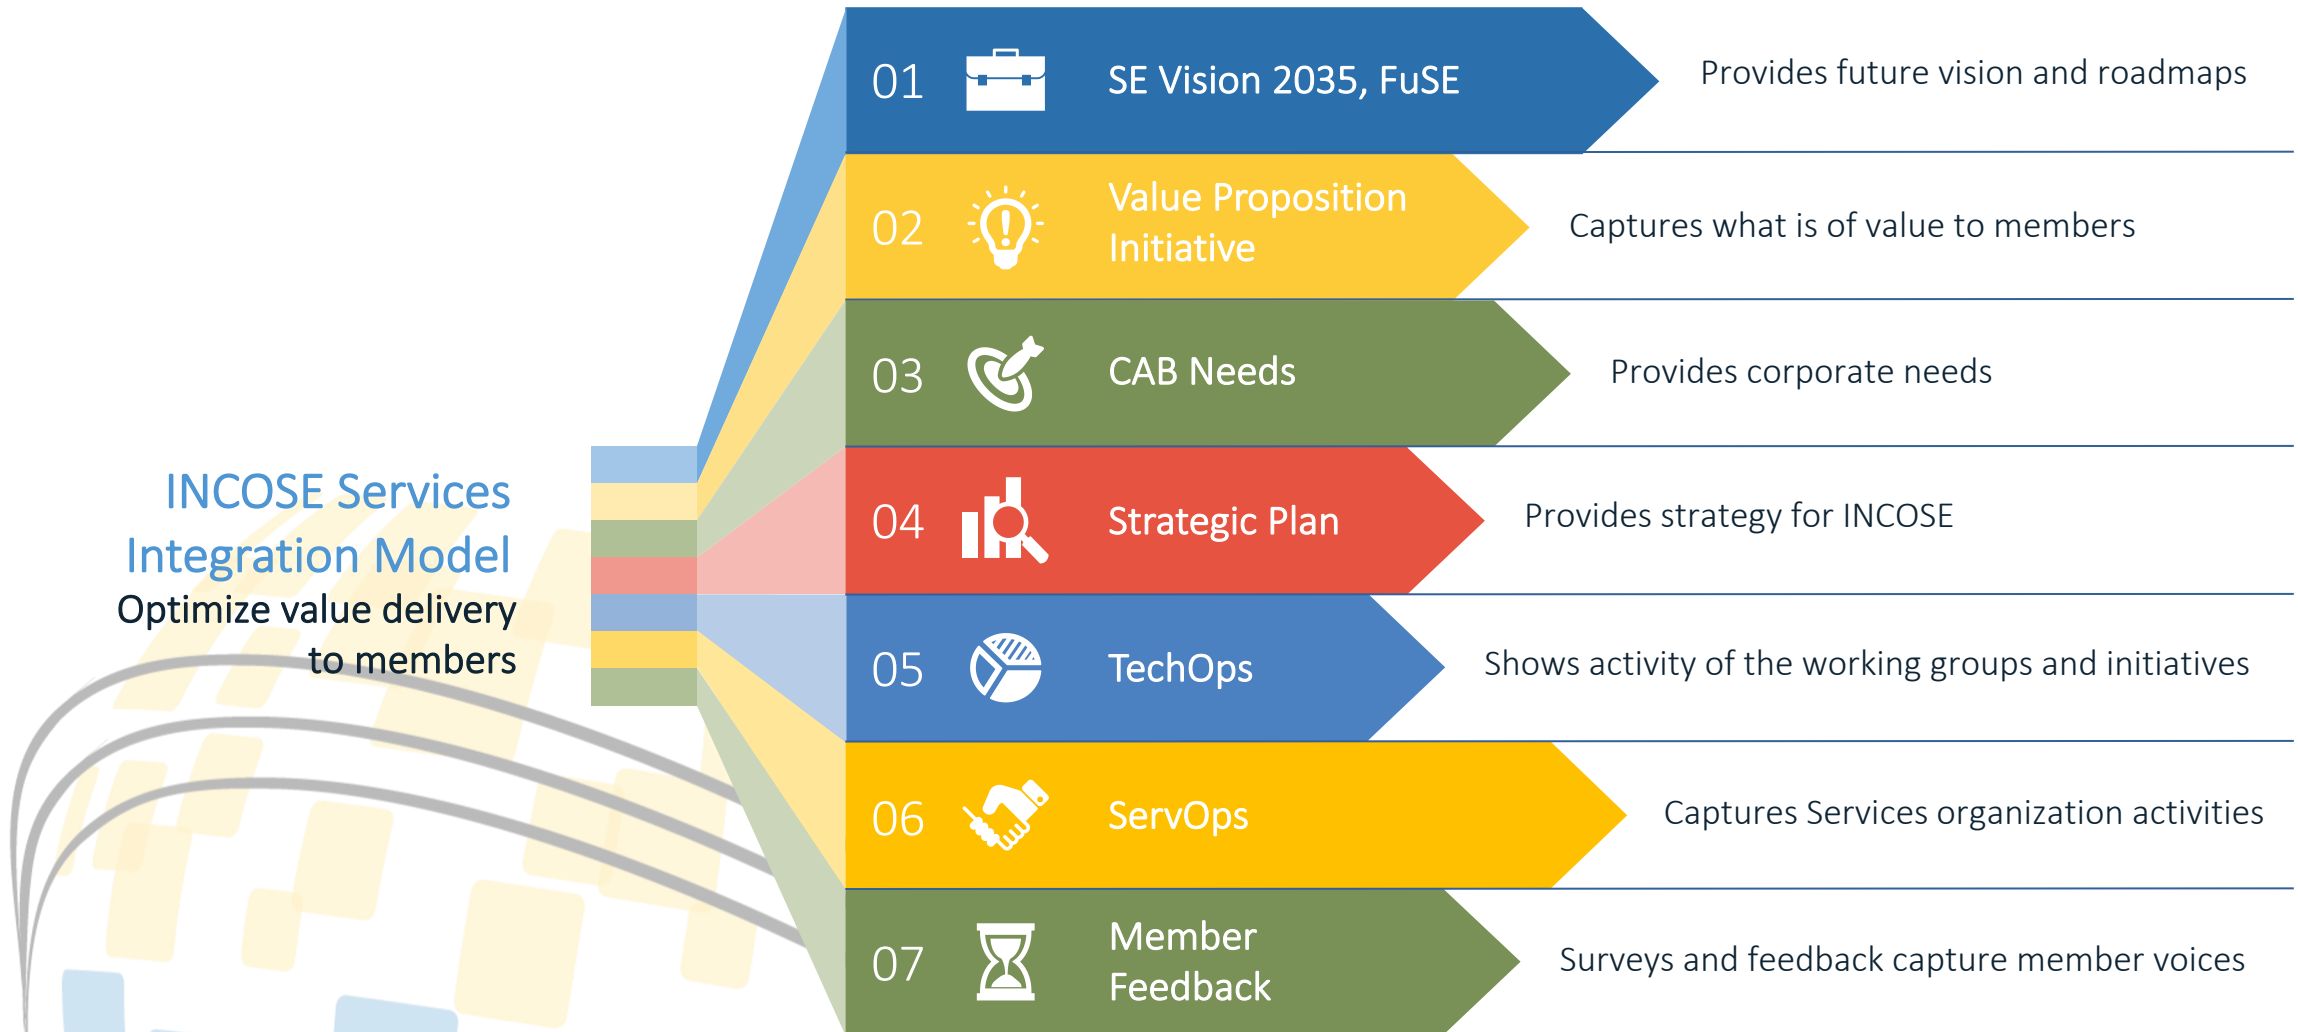 INCOSE Services
Integration Model
Optimize value delivery
to members
01
SE Vision 2035, FuSE
Provides future vision and roadmaps
02
Value Proposition
Initiative
Captures what is of value to members
03
CAB Needs
Provides corporate needs
04
Strategic Plan
Provides strategy for INCOSE
05
TechOps
Shows activity of the working groups and initiatives
06
ServOps
Captures Services organization activities
07
Member
Feedback
Surveys and feedback capture member voices